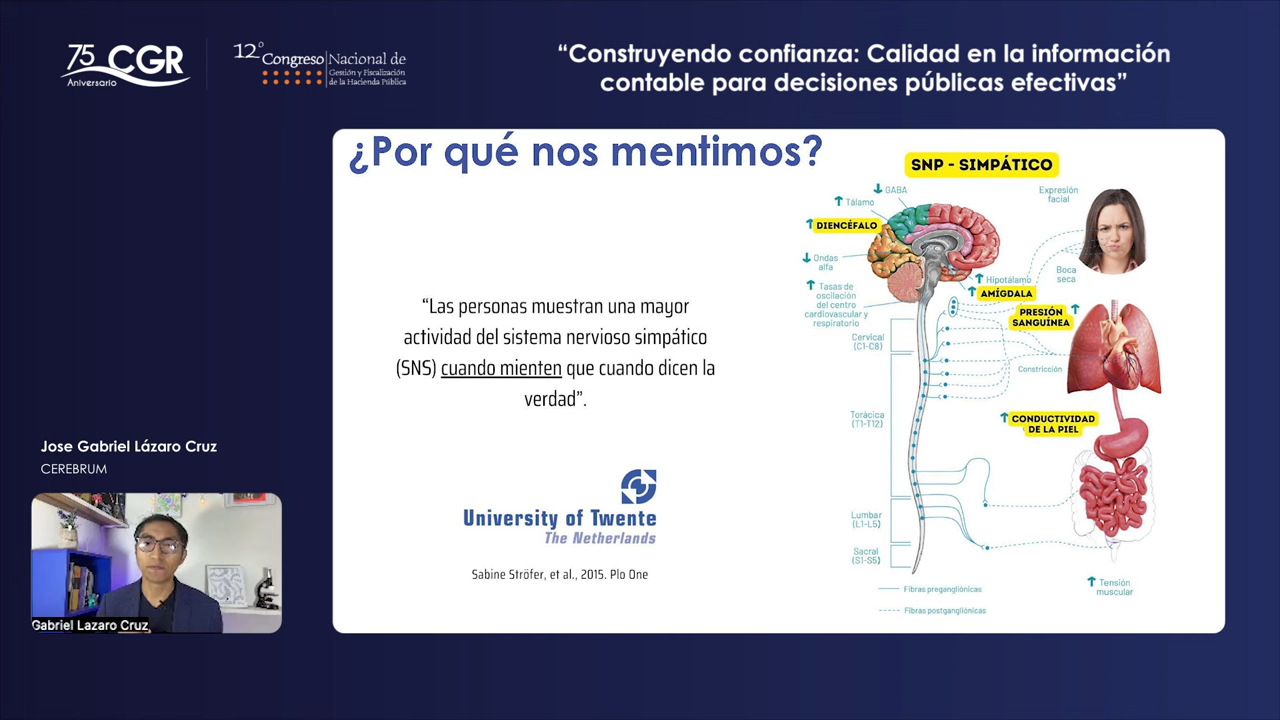 75
Aniversario
CGR
12° Congreso Nacional de
Gestión y Fiscalización
de la Hacienda Pública
“Construyendo confianza: Calidad en la información
contable para decisiones públicas efectivas”
¿Por qué nos mentimos?
“Las personas muestran una mayor
actividad del sistema nervioso simpático
(SNS) cuando mienten que cuando dicen la
verdad”.
University of Twente
The Netherlands
Sabine Ströfer, et al., 2015. Plo One
SNP - SIMPÁTICO
GABA
Tálamo
DIENCÉFALO
Ondas
alfa
Tasas de
oscilación
del centro
cardiovascular y
respiratorio
Expresión
facial
Boca
seca
Hipotálamo
AMÍGDALA
PRESIÓN
SANGUÍNEA
Cervical
(C1-C8)
Constricción
Torácica
(T1-T12)
CONDUCTIVIDAD
DE LA PIEL
Lumbar
(L1-L5)
Sacral
(S1-S5)
Tensión
muscular
Fibras pregangliónicas
Fibras postgangliónicas
Jose Gabriel Lázaro Cruz
CEREBRUM
Gabriel Lazaro Cruz